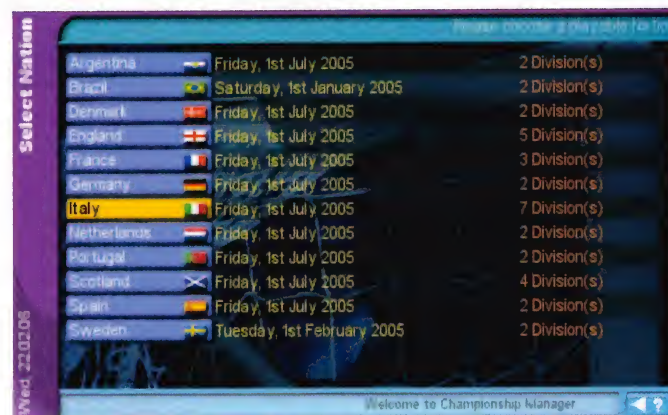 Select Nation
Please choose a playable Nation
Argentina Friday, 1st July 2005 2 Division(s)
Brazil Saturday, 1st January 2005 2 Division(s)
Denmark Friday, 1st July 2005 2 Division(s)
England Friday, 1st July 2005 5 Division(s)
France Friday, 1st July 2005 3 Division(s)
Germany Friday, 1st July 2005 2 Division(s)
Italy Friday, 1st July 2005 7 Division(s)
Netherlands Friday, 1st July 2005 2 Division(s)
Portugal Friday, 1st July 2005 2 Division(s)
Scotland Friday, 1st July 2005 4 Division(s)
Spain Friday, 1st July 2005 2 Division(s)
Sweden Tuesday, 1st February 2005 2 Division(s)
Wed, 22.02.06
Welcome to Championship Manager
?